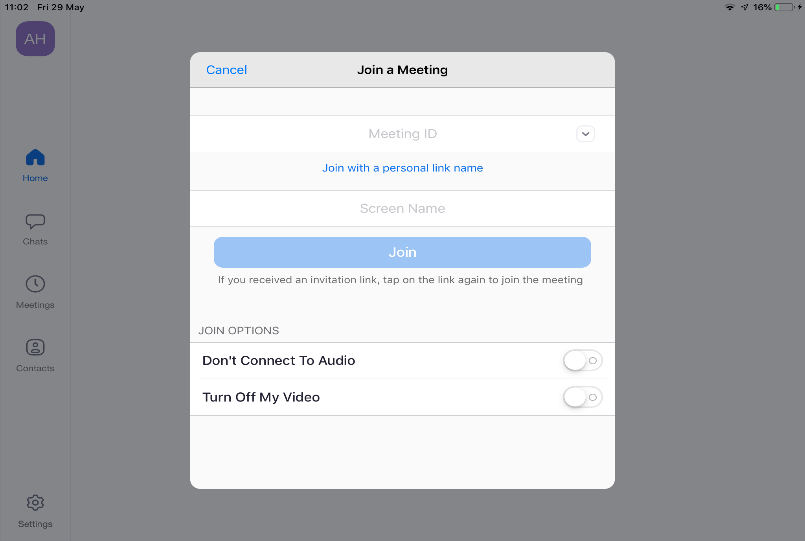 11:02 Fri 29 May
16%
AH
Home
Chats
Meetings
Contacts
Settings
Cancel
Join a Meeting
Meeting ID
Join with a personal link name
Screen Name
Join
If you received an invitation link, tap on the link again to join the meeting
JOIN OPTIONS
Don't Connect To Audio
Turn Off My Video